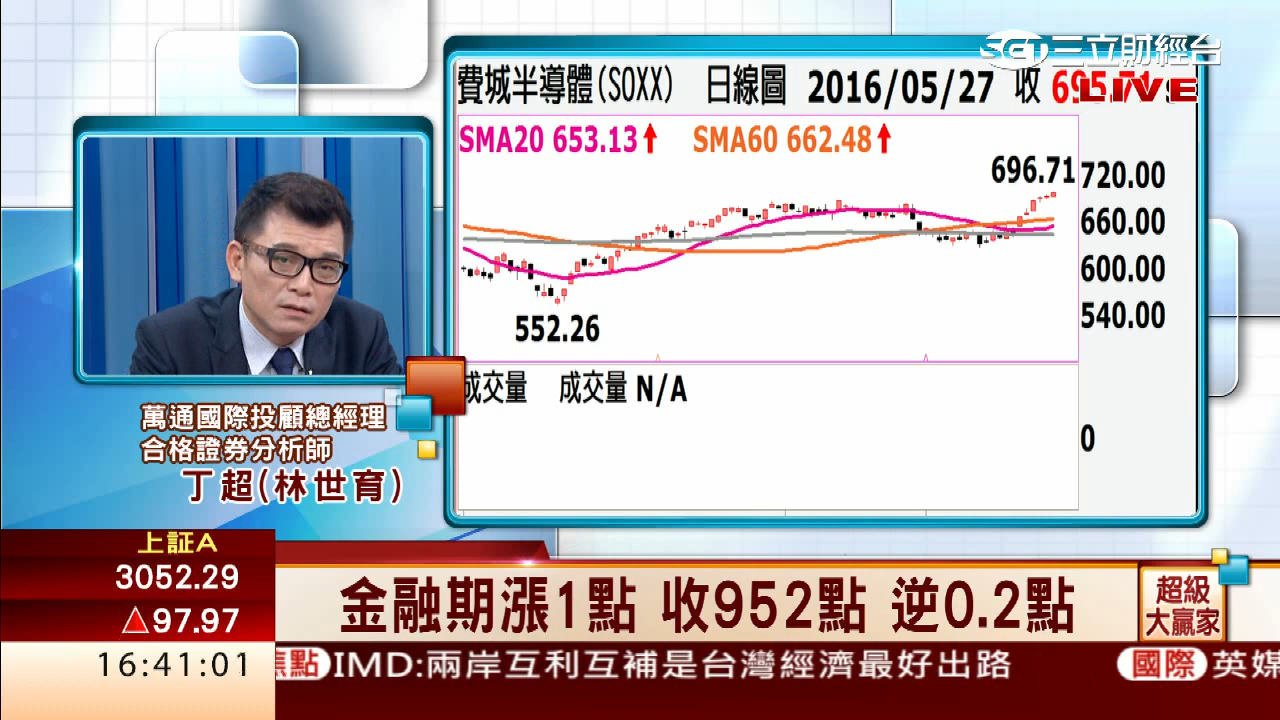 SET三立財經台
LIVE
費城半導體(SOXX) 日線圖 2016/05/27 收
SMA20 653.13↑ SMA60 662.48↑
696.71
720.00
660.00
600.00
540.00
552.26
成交量 成交量 N/A
0
萬通國際投顧總經理
合格證券分析師
丁超(林世育)
上証A
3052.29
△97.97
16:41:01
金融期漲1點 收952點 逆0.2點
超級
大贏家
焦點 IMD:兩岸互利互補是台灣經濟最好出路
國際 英媒